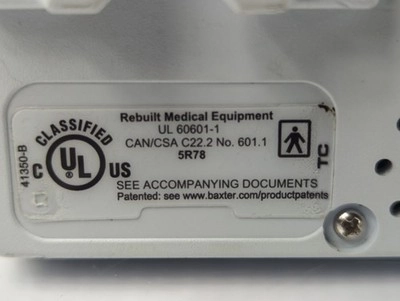 Rebuilt Medical Equipment
UL 60601-1
CAN/CSA C22.2 No. 601.1
5R78
CLASSIFIED
C UL US
41350-B
TC
SEE ACCOMPANYING DOCUMENTS
Patented: see www.baxter.com/productpatents